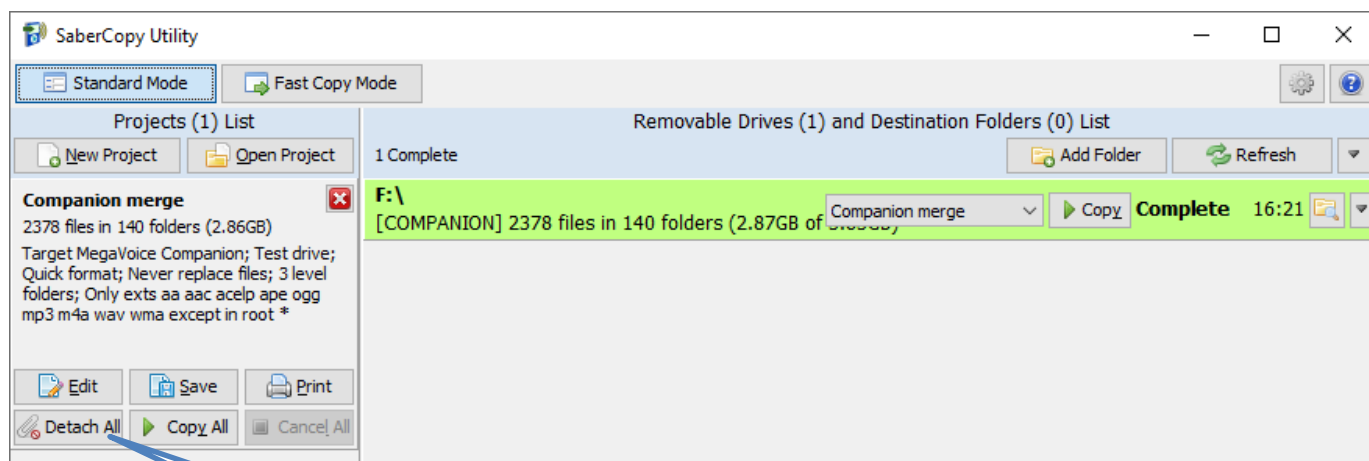 SaberCopy Utility
Standard Mode Fast Copy Mode
Projects (1) List
Removable Drives (1) and Destination Folders (0) List
New Project Open Project
1 Complete Add Folder Refresh
Companion merge
2378 files in 140 folders (2.86GB)
Target MegaVoice Companion; Test drive;
Quick format; Never replace files; 3 level
folders; Only exts aa aac acelp ape ogg
mp3 m4a wav wma except in root *
F:\
[COMPANION] 2378 files in 140 folders (2.87GB of
Companion merge Copy Complete 16:21
Edit Save Print
Detach All Copy All Cancel All